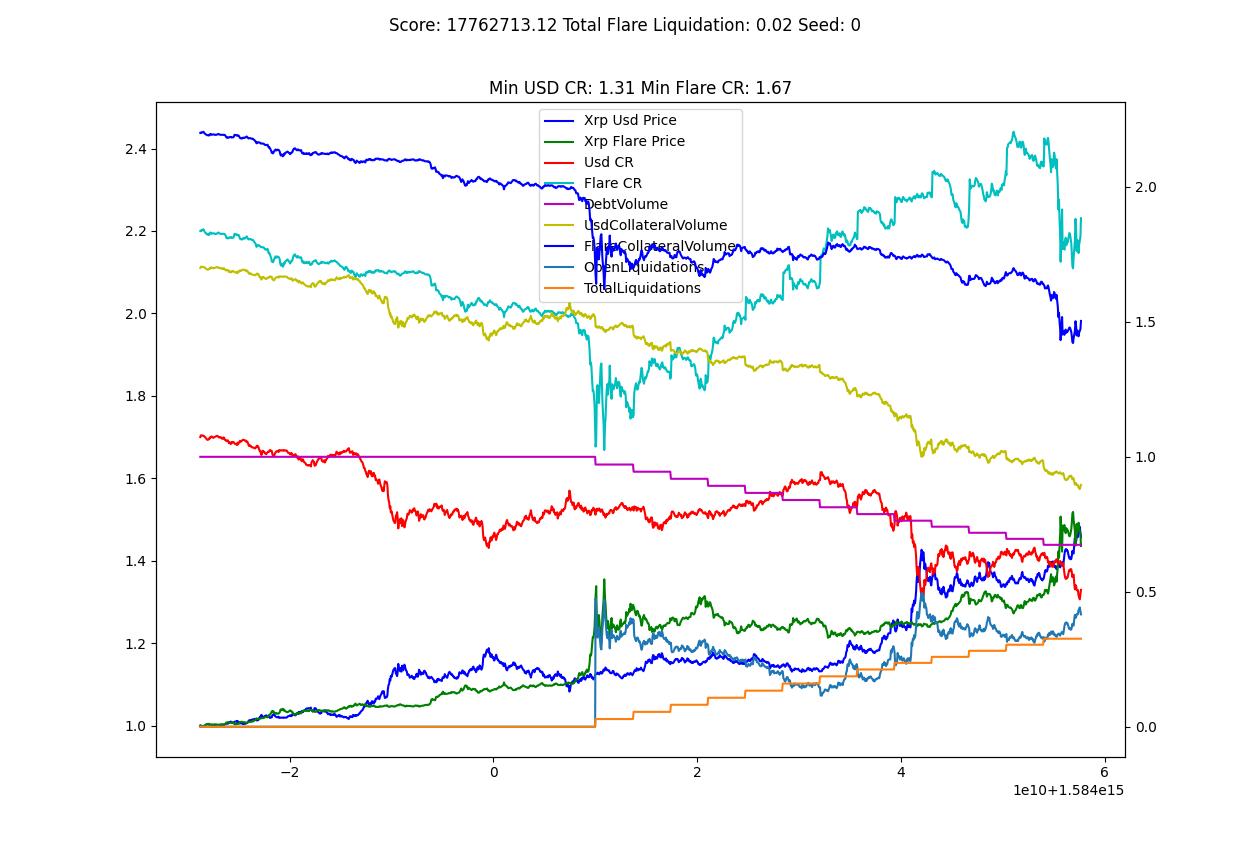 Score: 17762713.12 Total Flare Liquidation: 0.02 Seed: 0
Min USD CR: 1.31 Min Flare CR: 1.67
Xrp Usd Price
Xrp Flare Price
Usd CR
Flare CR
DebtVolume
UsdCollateralVolume
FlareCollateralVolume
OpenLiquidations
TotalLiquidations
2.4
2.2
2.0
1.8
1.6
1.4
1.2
1.0
2.0
1.5
1.0
0.5
0.0
−2
0
2
4
6
1e10+1.584e15